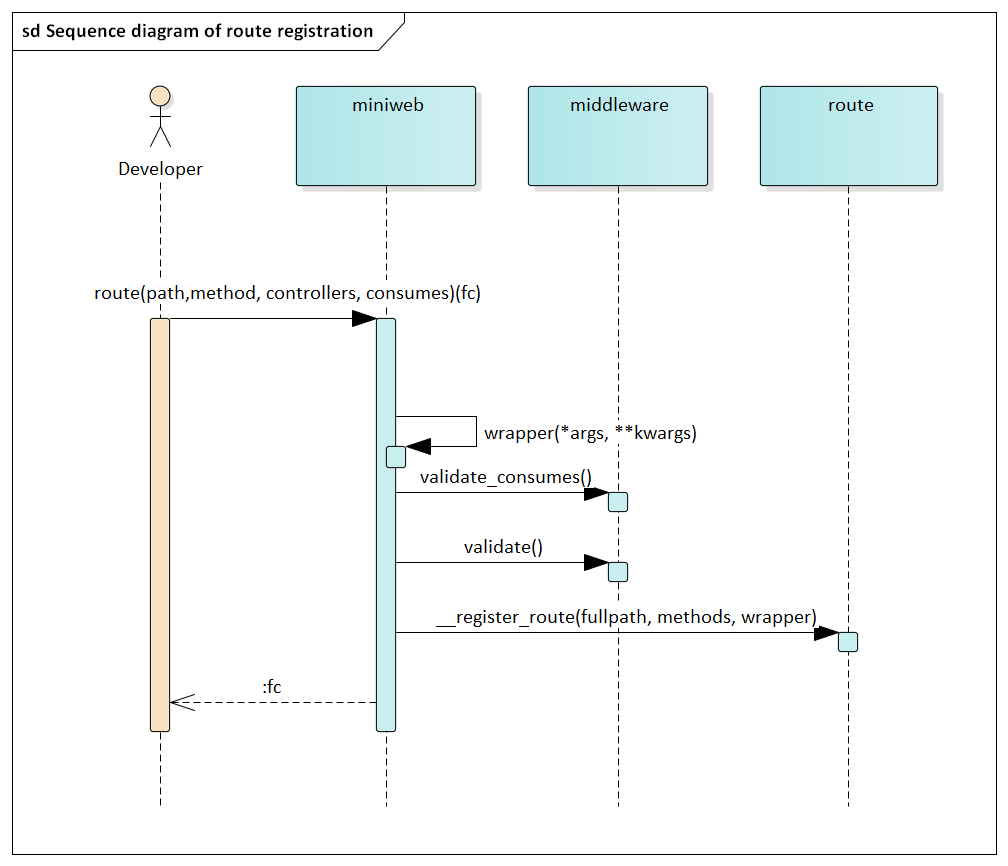 sd Sequence diagram of route registration
miniweb
middleware
route
Developer
route(path,method, controllers, consumes)(fc)
wrapper(*args, **kwargs)
validate_consumes()
validate()
__register_route(fullpath, methods, wrapper)
:fc